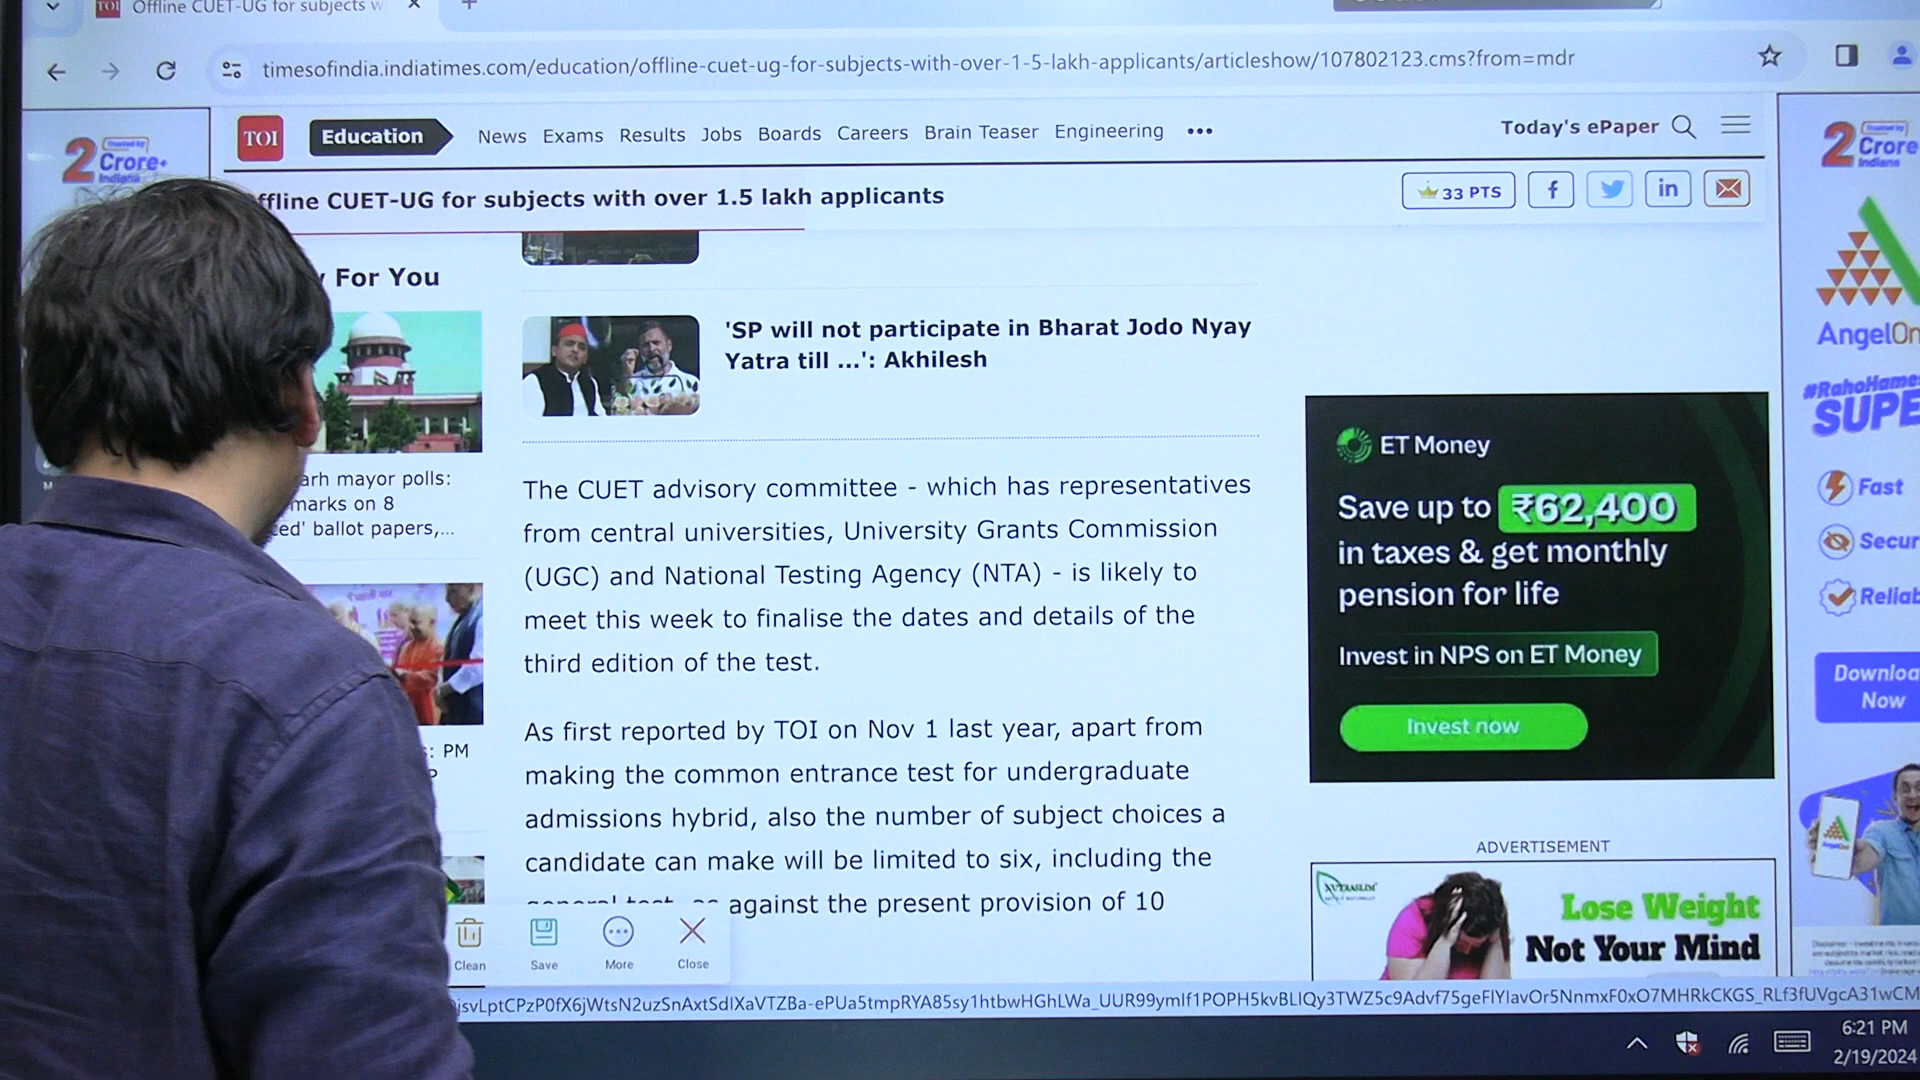 Offline CUET-UG for subjects w
timesofindia.indiatimes.com/education/offline-cuet-ug-for-subjects-with-over-1-5-lakh-applicants/articleshow/107802123.cms?from=mdr
2 Crore+
Indians
TOI
Education
News Exams Results Jobs Boards Careers Brain Teaser Engineering •••
Today's ePaper
ffline CUET-UG for subjects with over 1.5 lakh applicants
33 PTS
f
in
For You
arh mayor polls:
marks on 8
ed' ballot papers,...
: PM
'SP will not participate in Bharat Jodo Nyay
Yatra till ...': Akhilesh
The CUET advisory committee - which has representatives
from central universities, University Grants Commission
(UGC) and National Testing Agency (NTA) - is likely to
meet this week to finalise the dates and details of the
third edition of the test.
As first reported by TOI on Nov 1 last year, apart from
making the common entrance test for undergraduate
admissions hybrid, also the number of subject choices a
candidate can make will be limited to six, including the
against the present provision of 10
ET Money
Save up to ₹62,400
in taxes & get monthly
pension for life
Invest in NPS on ET Money
Invest now
ADVERTISEMENT
NUTRASLIM
Lose Weight
Not Your Mind
2 Crore
Indians
AngelOn
#RahoHame
SUPE
Fast
Secur
Reliab
Downloa
Now
Clean
Save
More
Close
6:21 PM
2/19/2024